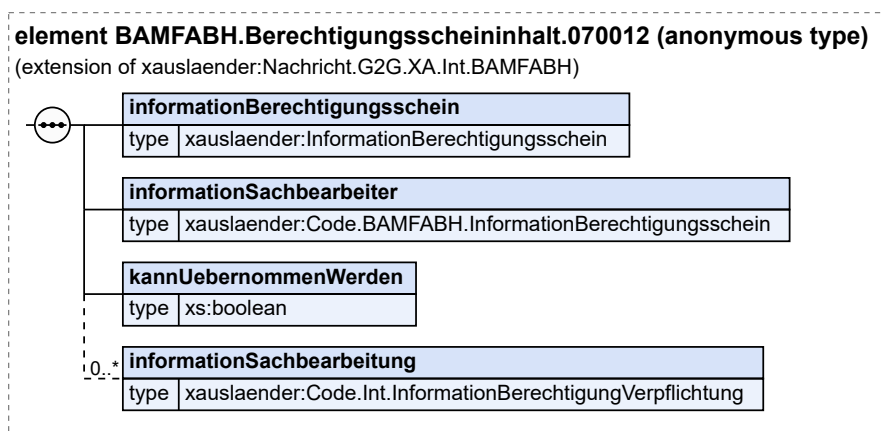 element BAMFABH.Berechtigungsscheininhalt.070012 (anonymous type)
(extension of xauslaender:Nachricht.G2G.XA.Int.BAMFABH)
informationBerechtigungsschein
type xauslaender:InformationBerechtigungsschein
informationSachbearbeiter
type xauslaender:Code.BAMFABH.InformationBerechtigungsschein
kannUebernommenWerden
type xs:boolean
0..* informationSachbearbeitung
type xauslaender:Code.Int.InformationBerechtigungVerpflichtung